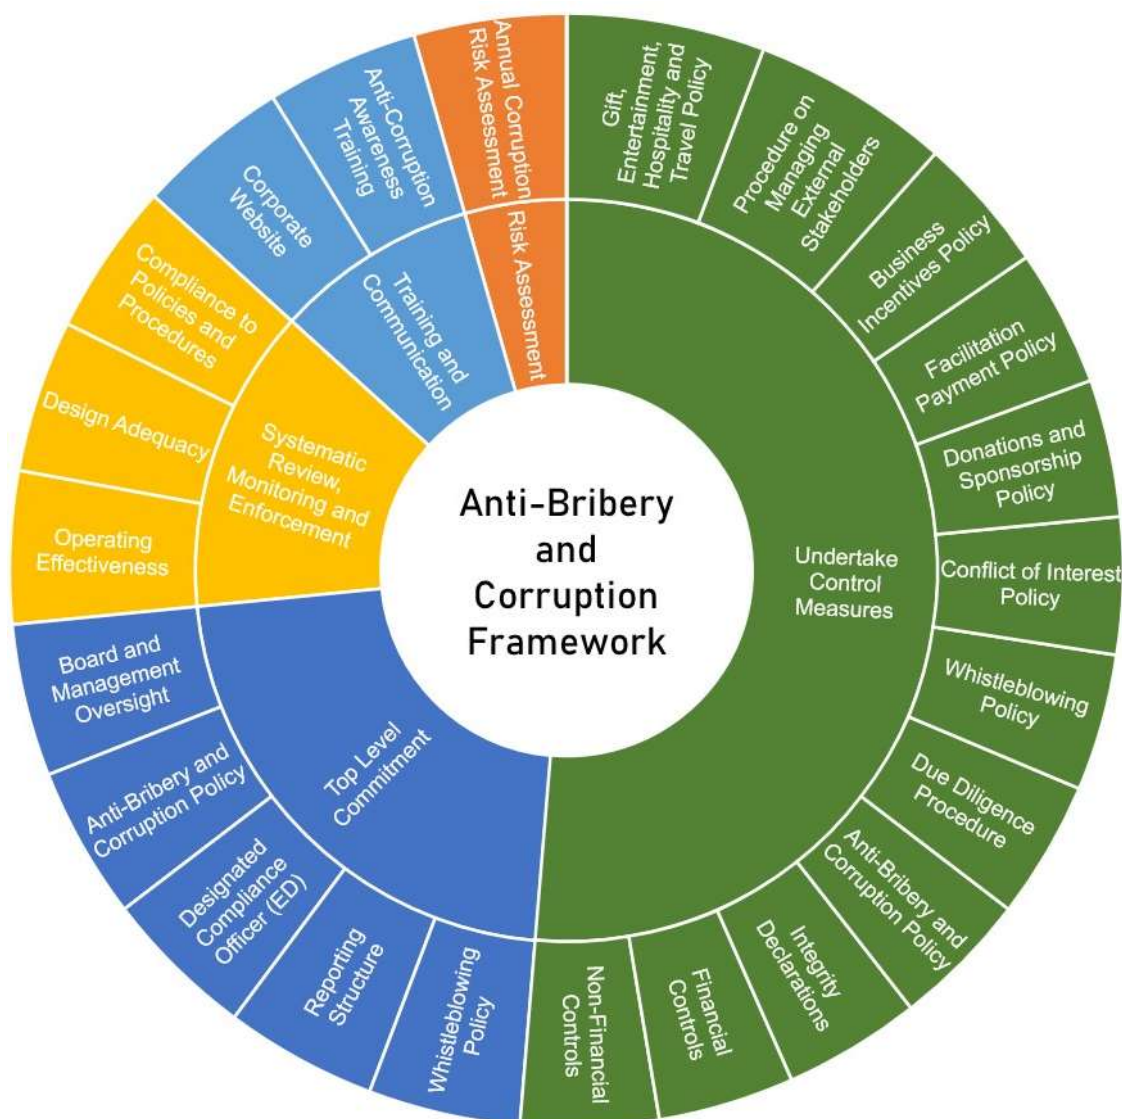 Anti-Bribery
and
Corruption
Framework
Undertake
Control
Measures
Gift,
Entertainment,
Hospitality and
Travel Policy
Procedure on
Managing
External
Stakeholders
Business
Incentives Policy
Facilitation
Payment Policy
Donations and
Sponsorship
Policy
Conflict of Interest
Policy
Whistleblowing
Policy
Due Diligence
Procedure
Anti-Bribery and
Corruption Policy
Integrity
Declarations
Financial
Controls
Non-Financial
Controls
Top Level
Commitment
Whistleblowing
Policy
Reporting
Structure
Designated
Compliance
Officer (ED)
Anti-Bribery and
Corruption Policy
Board and
Management
Oversight
Systematic
Review,
Monitoring and
Enforcement
Operating
Effectiveness
Design Adequacy
Compliance to
Policies and
Procedures
Training and
Communication
Corporate
Website
Anti-Corruption
Awareness
Training
Risk Assessment
Annual Corruption
Risk Assessment